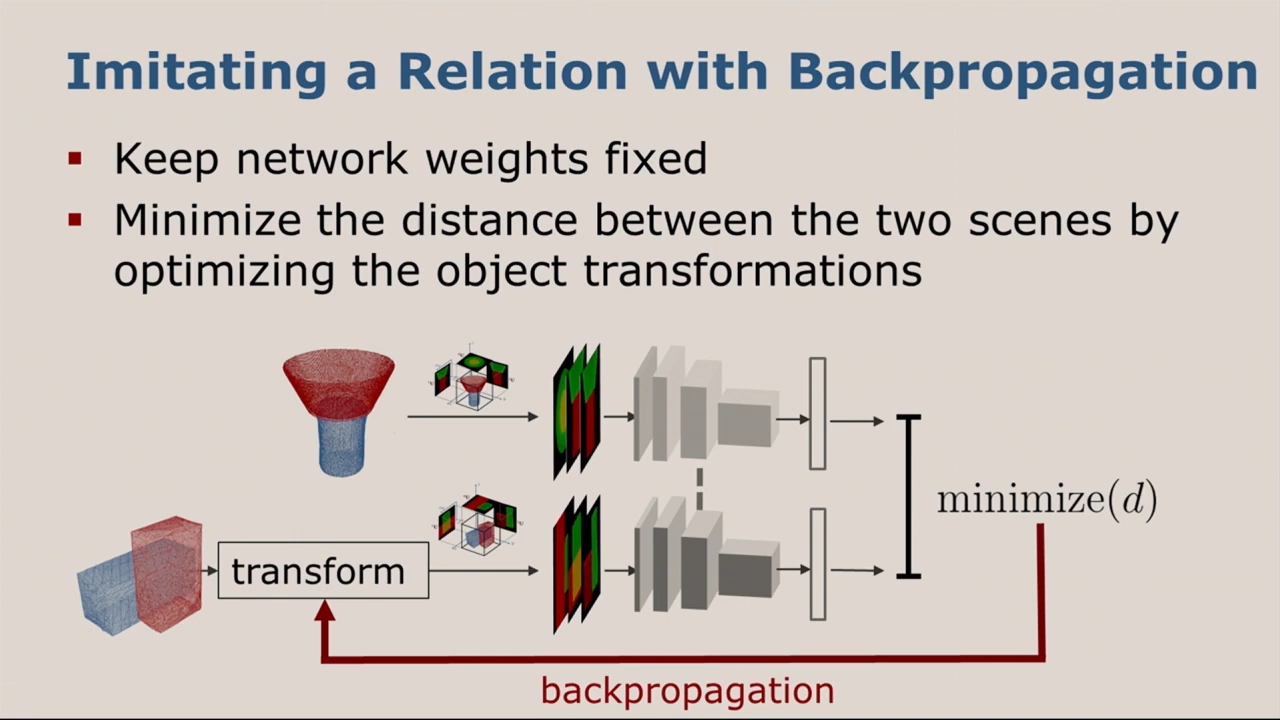 Imitating a Relation with Backpropagation
▪ Keep network weights fixed
▪ Minimize the distance between the two scenes by
optimizing the object transformations
minimize(d)
transform
backpropagation